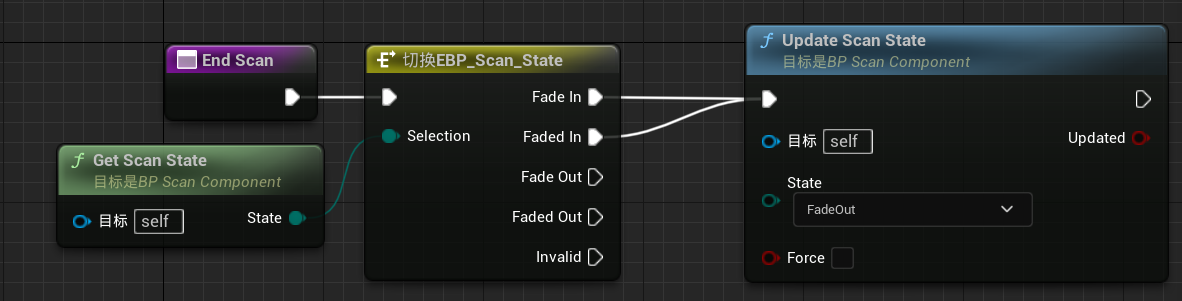 End Scan
Get Scan State
目标是BP Scan Component
目标 self
State
切换EBP_Scan_State
Fade In
Selection
Faded In
Fade Out
Faded Out
Invalid
Update Scan State
目标是BP Scan Component
目标 self
Updated
State
FadeOut
Force